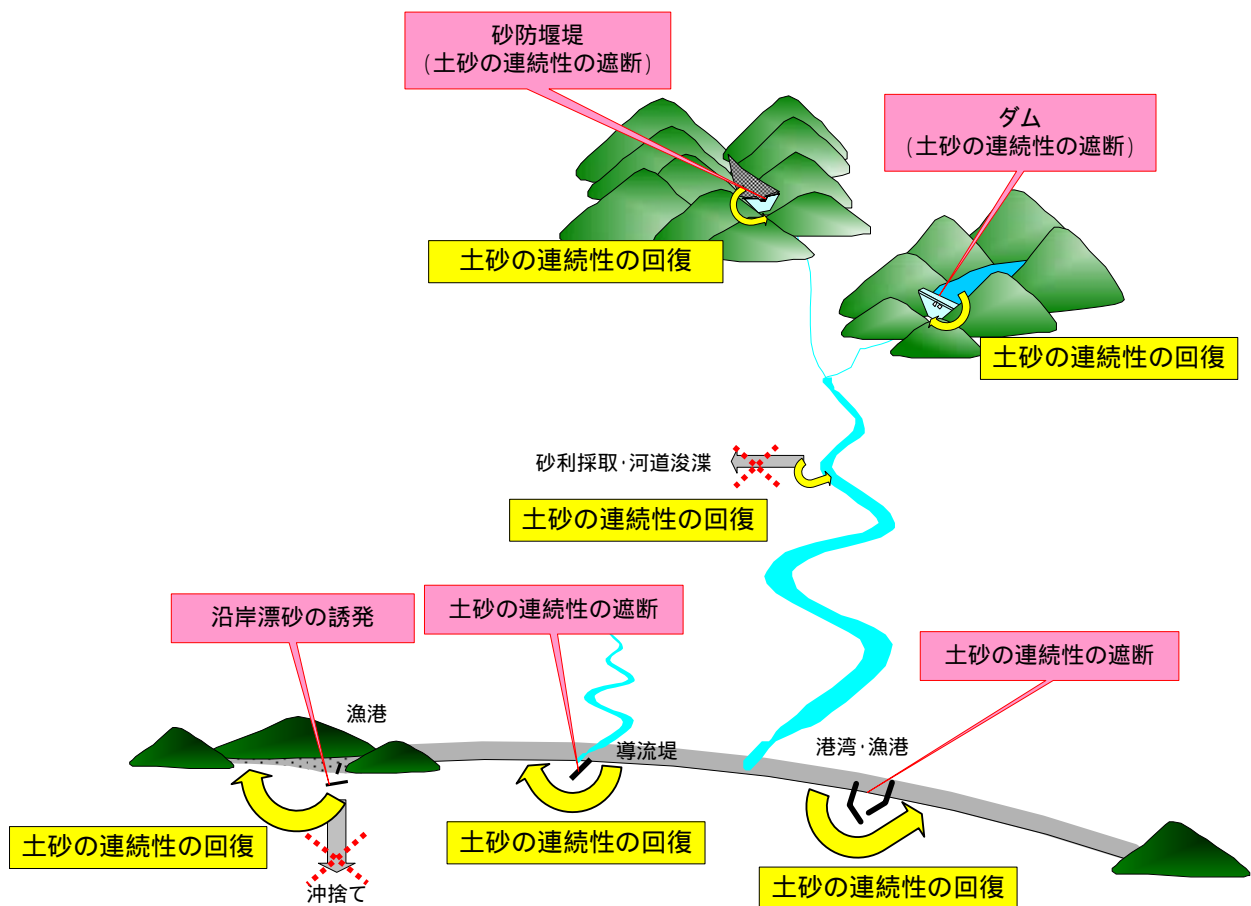 砂防堰堤
(土砂の連続性の遮断)
ダム
(土砂の連続性の遮断)
土砂の連続性の回復
土砂の連続性の回復
砂利採取・河道浚渫
土砂の連続性の回復
沿岸漂砂の誘発
土砂の連続性の遮断
土砂の連続性の遮断
漁港
導流堤
港湾・漁港
土砂の連続性の回復
土砂の連続性の回復
土砂の連続性の回復
沖捨て